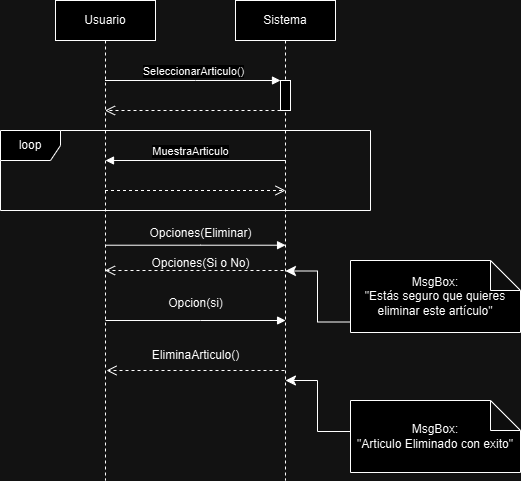 Usuario
Sistema
SeleccionarArticulo()
loop
MuestraArticulo
Opciones(Eliminar)
Opciones(Si o No)
MsgBox:
"Estás seguro que quieres
eliminar este artículo"
Opcion(si)
EliminaArticulo()
MsgBox:
"Articulo Eliminado con exito"